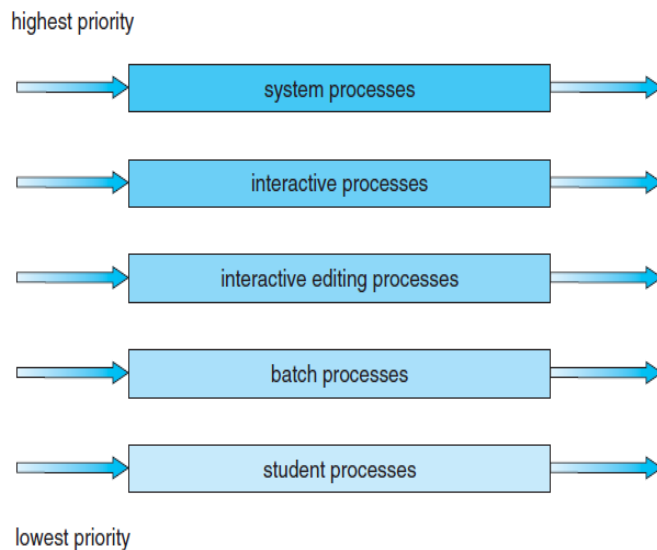 highest priority
system processes
interactive processes
interactive editing processes
batch processes
student processes
lowest priority